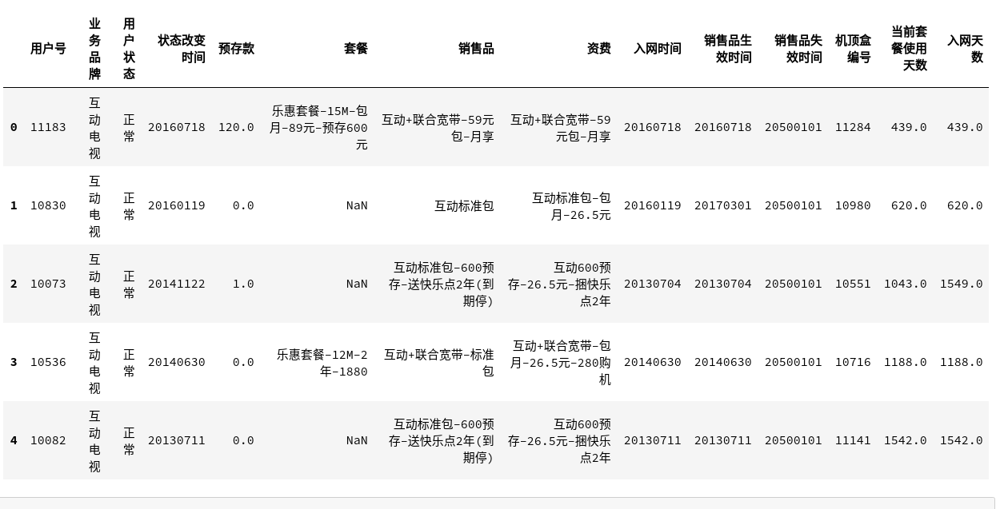 用户号 业务品牌 用户状态 状态改变时间 预存款 套餐 销售品 资费 入网时间 销售品生效时间 销售品失效时间 机顶盒编号 当前套餐使用天数 入网天数
0 11183 互动电视 正常 20160718 120.0 乐惠套餐-15M-包月-89元-预存600元 互动+联合宽带-59元包-月享 互动+联合宽带-59元包-月享 20160718 20160718 20500101 11284 439.0 439.0
1 10830 互动电视 正常 20160119 0.0 NaN 互动标准包 互动标准包-包月-26.5元 20160119 20170301 20500101 10980 620.0 620.0
2 10073 互动电视 正常 20141122 1.0 NaN 互动标准包-600预存-送快乐点2年(到期停) 互动600预存-26.5元-捆快乐点2年 20130704 20130704 20500101 10551 1043.0 1549.0
3 10536 互动电视 正常 20140630 0.0 乐惠套餐-12M-2年-1880 互动+联合宽带-标准包 互动+联合宽带-包月-26.5元-280购机 20140630 20140630 20500101 10716 1188.0 1188.0
4 10082 互动电视 正常 20130711 0.0 NaN 互动标准包-600预存-送快乐点2年(到期停) 互动600预存-26.5元-捆快乐点2年 20130711 20130711 20500101 11141 1542.0 1542.0